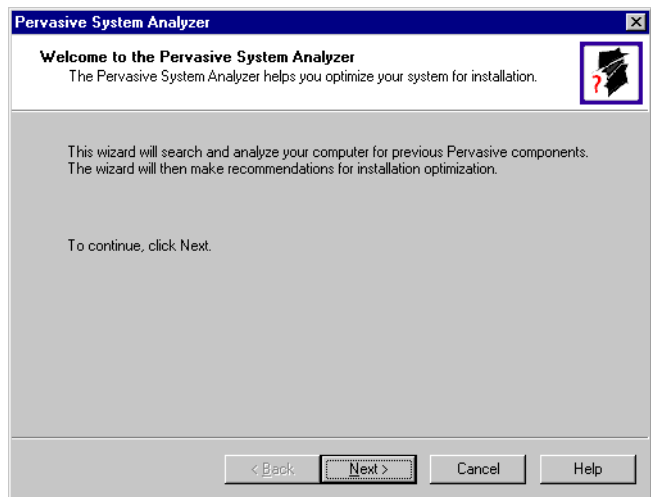 Pervasive System Analyzer
Welcome to the Pervasive System Analyzer
The Pervasive System Analyzer helps you optimize your system for installation.
?
This wizard will search and analyze your computer for previous Pervasive components.
The wizard will then make recommendations for installation optimization.
To continue, click Next.
< Back Next > Cancel Help